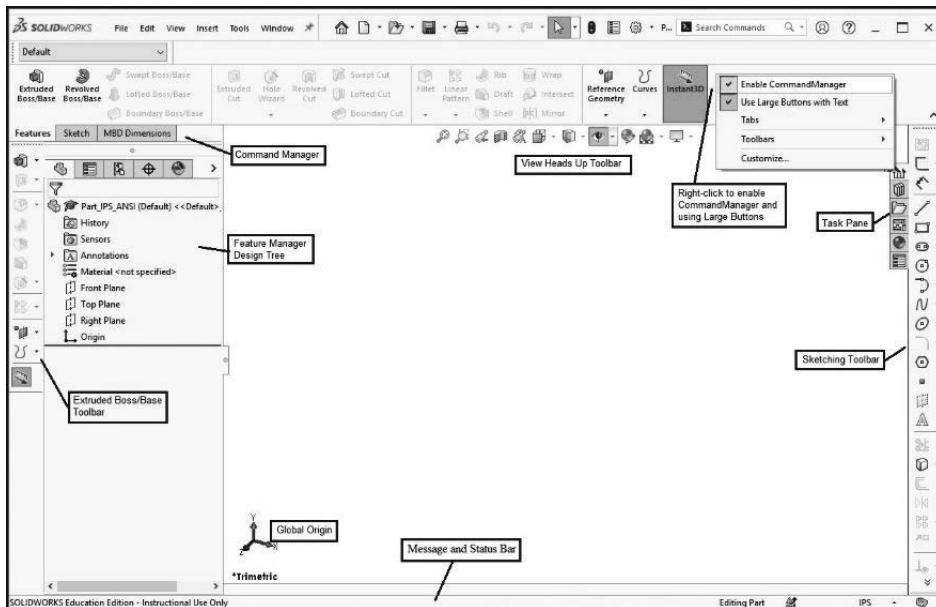 SOLIDWORKS File Edit View Insert Tools Window P... Search Commands
Default
Extruded Boss/Base
Revolved Boss/Base
Swept Boss/Base
Lofted Boss/Base
Boundary Boss/Base
Extruded Cut
Hole Wizard
Revolved Cut
Swept Cut
Lofted Cut
Boundary Cut
Fillet
Linear Pattern
Rib
Draft
Shell
Wrap
Intersect
Mirror
Reference Geometry
Curves
Instant3D
Enable CommandManager
Use Large Buttons with Text
Tabs
Toolbars
Customize...
Features Sketch MBD Dimensions
Command Manager
View Heads Up Toolbar
Right-click to enable
CommandManager and
using Large Buttons
Task Pane
Part_IPS_ANSI (Default) <<Default>_
History
Sensors
Annotations
Material <not specified>
Front Plane
Top Plane
Right Plane
Origin
Feature Manager
Design Tree
Sketching Toolbar
Extruded Boss/Base
Toolbar
Y
X
Z
Global Origin
*Trimetric
Message and Status Bar
SOLIDWORKS Education Edition - Instructional Use Only Editing Part IPS